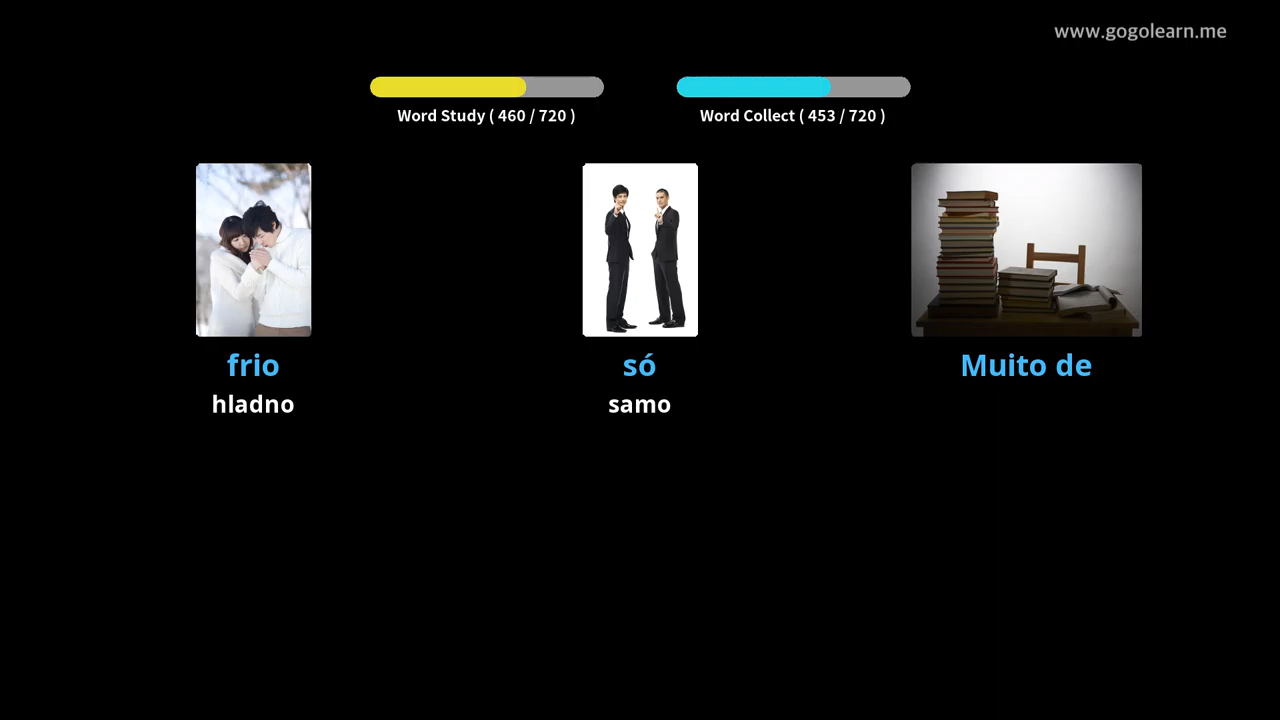 www.gogolearn.me
Word Study ( 460 / 720 )
Word Collect ( 453 / 720 )
frio
hladno
só
samo
Muito de